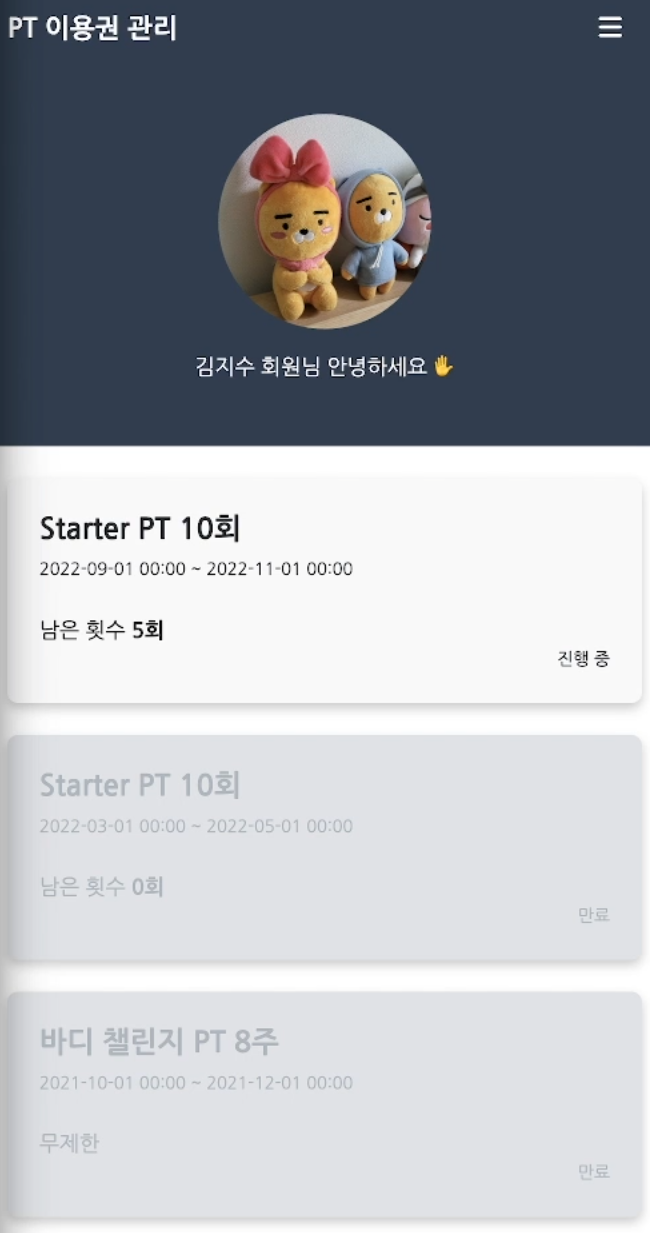 PT 이용권 관리
김지수 회원님 안녕하세요 ✋
Starter PT 10회
2022-09-01 00:00 ~ 2022-11-01 00:00
남은 횟수 5회
진행 중
Starter PT 10회
2022-03-01 00:00 ~ 2022-05-01 00:00
남은 횟수 0회
만료
바디 챌린지 PT 8주
2021-10-01 00:00 ~ 2021-12-01 00:00
무제한
만료